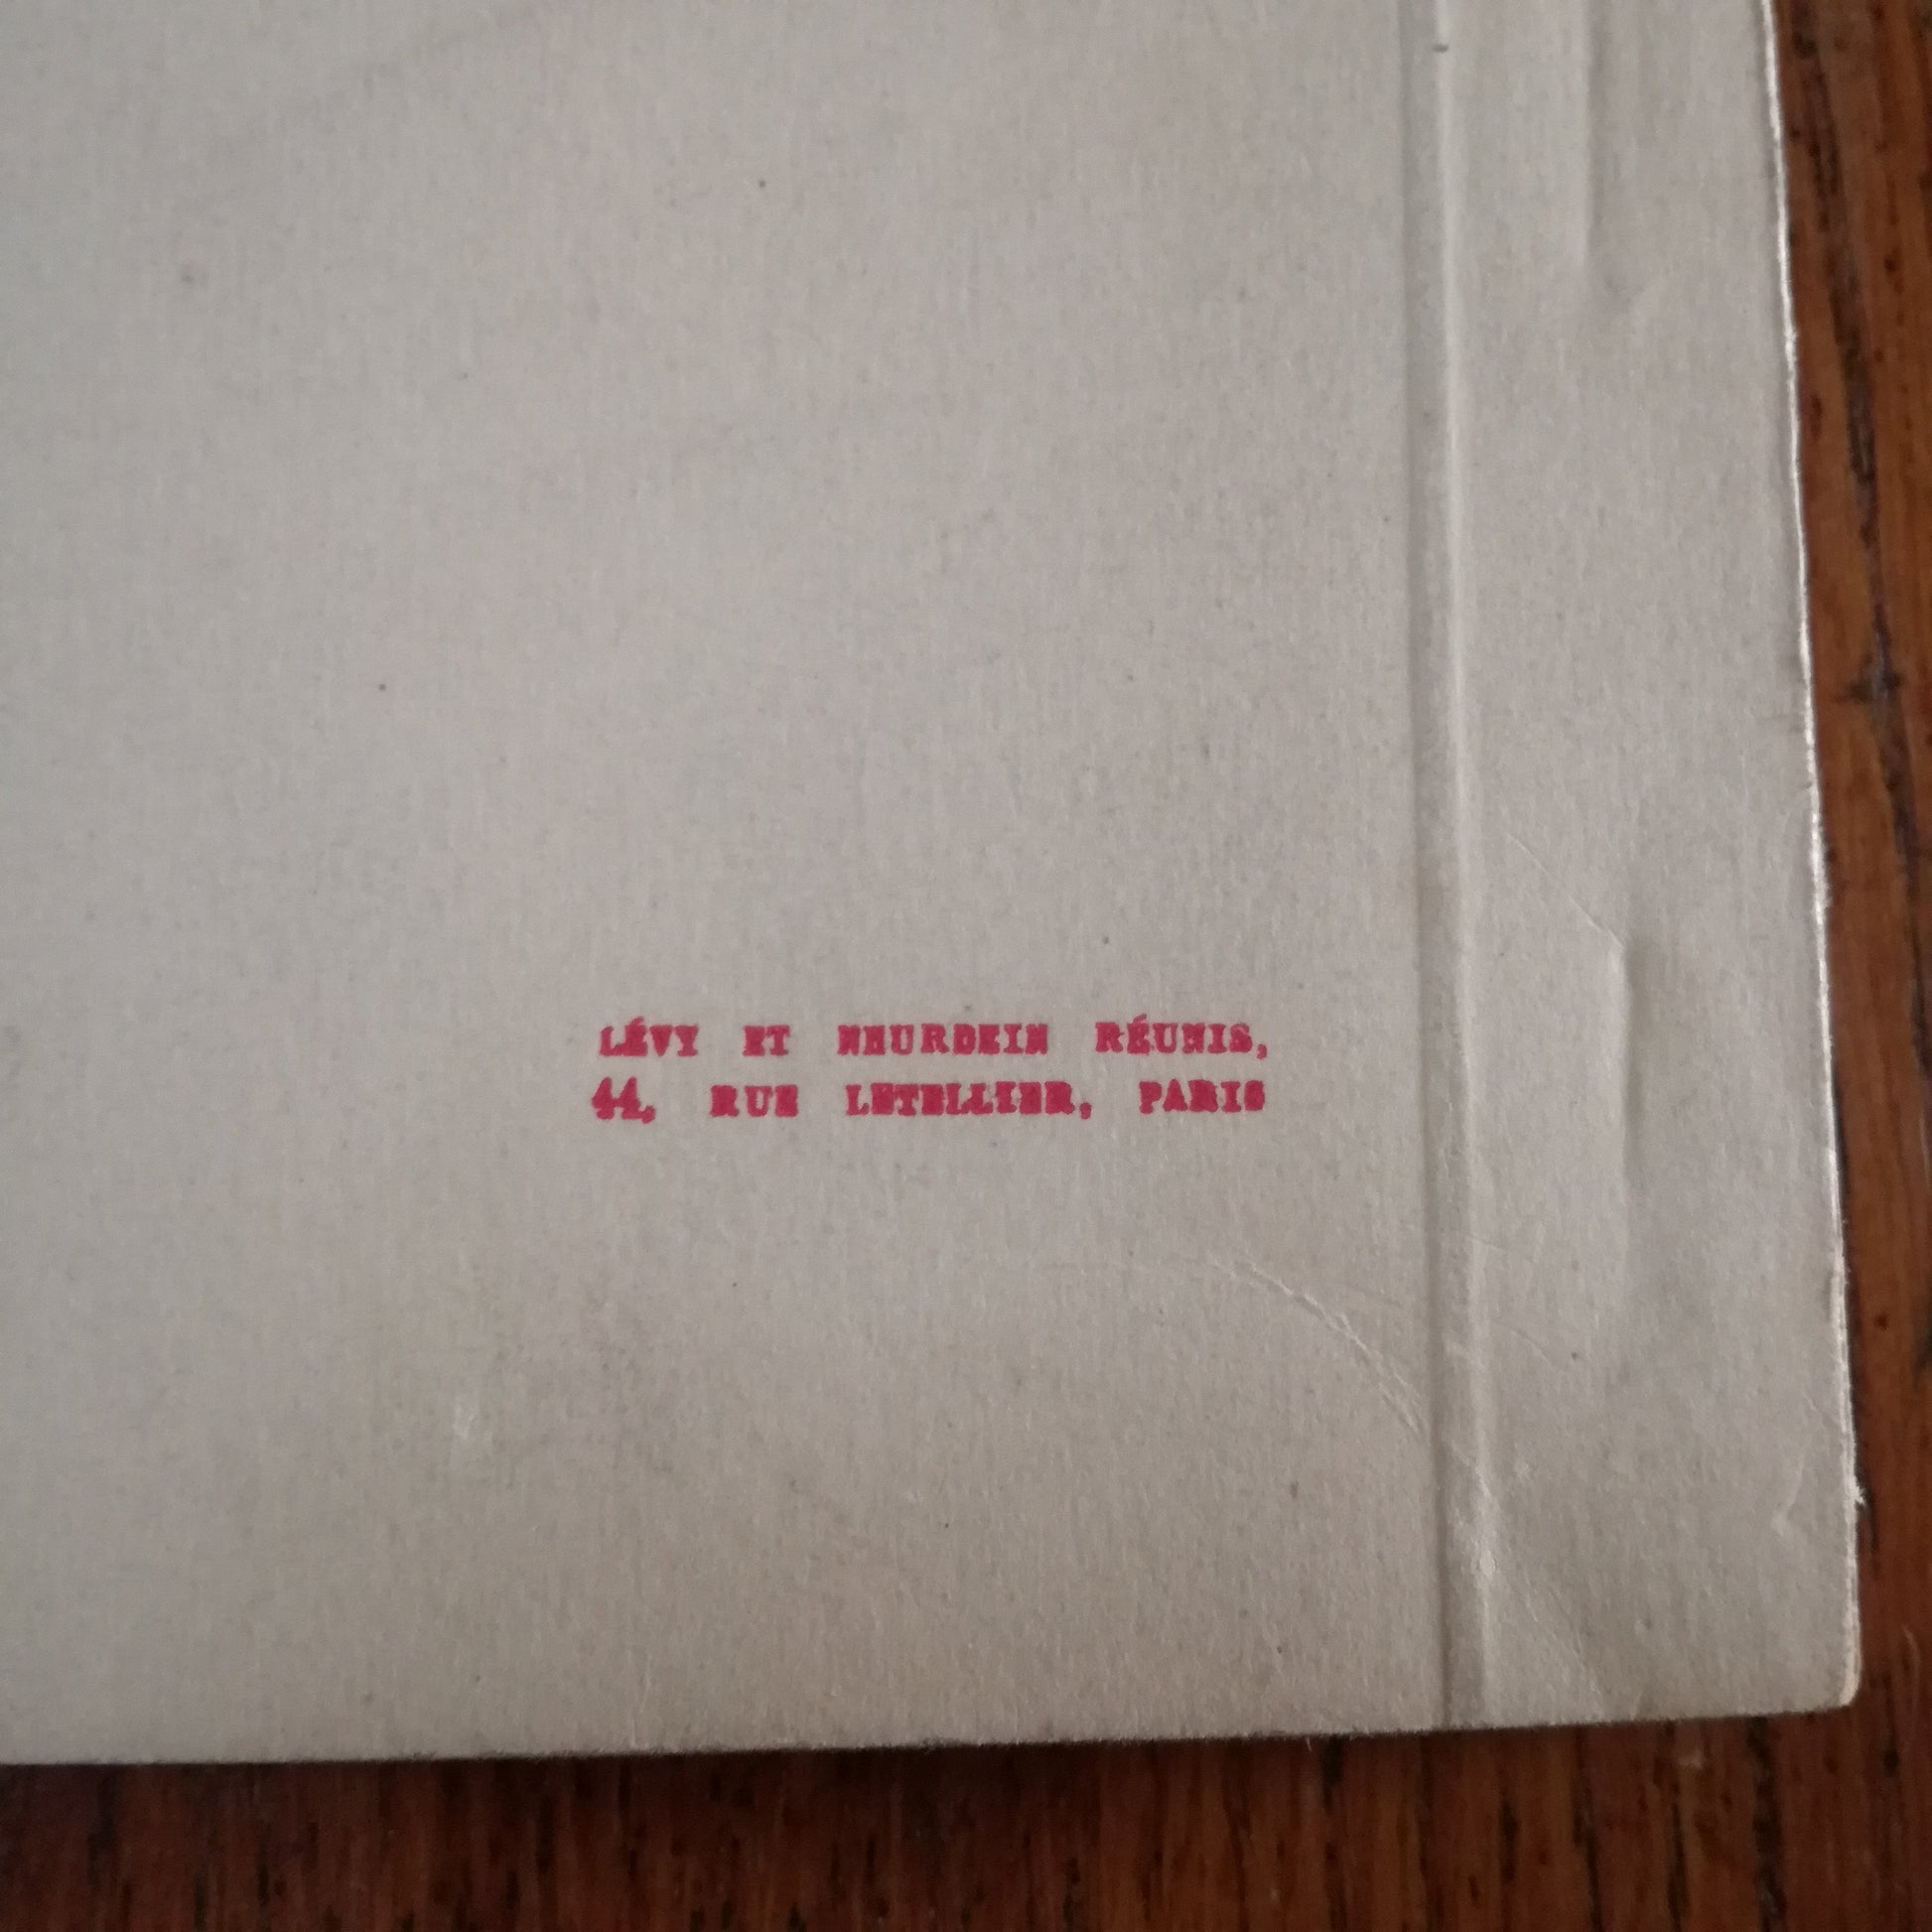 LÉVY ET NEURDEIN RÉUNIS,
44, RUE LETELLIER, PARIS